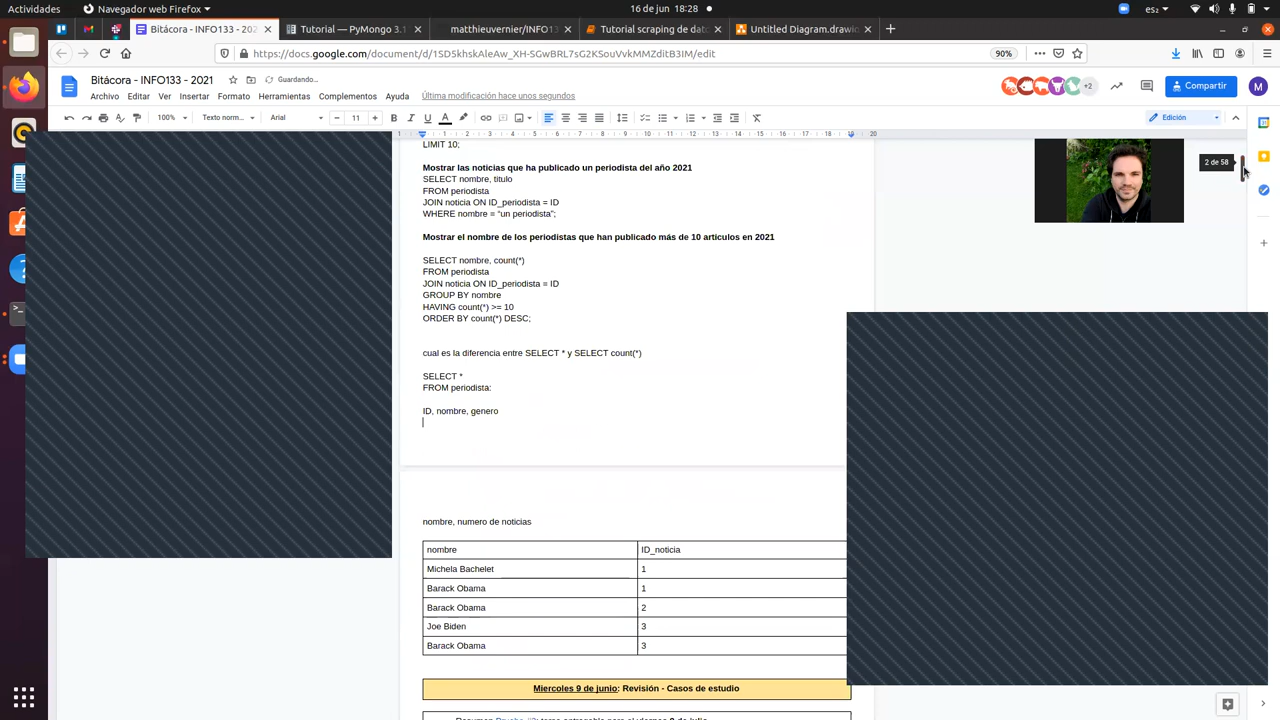 Actividades
Navegador web Firefox
16 de jun 18:28
es₂
Bitácora - INFO133 - 202
Tutorial — PyMongo 3.1
matthieuvernier/INFO13
Tutorial scraping de dat
Untitled Diagram.drawio
https://docs.google.com/document/d/1SD5khskAleAw_XH-SGwBRL7sG2KSouVvkMMZditB3IM/edit
90%
Bitácora - INFO133 - 2021
Guardando...
+2
Compartir
M
Archivo Editar Ver Insertar Formato Herramientas Complementos Ayuda
Última modificación hace unos segundos
100% Texto norm... Arial 11
Edición
2 de 58
LIMIT 10;
Mostrar las noticias que ha publicado un periodista del año 2021
SELECT nombre, titulo
FROM periodista
JOIN noticia ON ID_periodista = ID
WHERE nombre = “un periodista”;
Mostrar el nombre de los periodistas que han publicado más de 10 articulos en 2021
SELECT nombre, count(*)
FROM periodista
JOIN noticia ON ID_periodista = ID
GROUP BY nombre
HAVING count(*) >= 10
ORDER BY count(*) DESC;
cual es la diferencia entre SELECT * y SELECT count(*)
SELECT *
FROM periodista:
ID, nombre, genero
nombre, numero de noticias
nombre ID_noticia
Michela Bachelet 1
Barack Obama 1
Barack Obama 2
Joe Biden 3
Barack Obama 3
Miercoles 9 de junio: Revisión - Casos de estudio